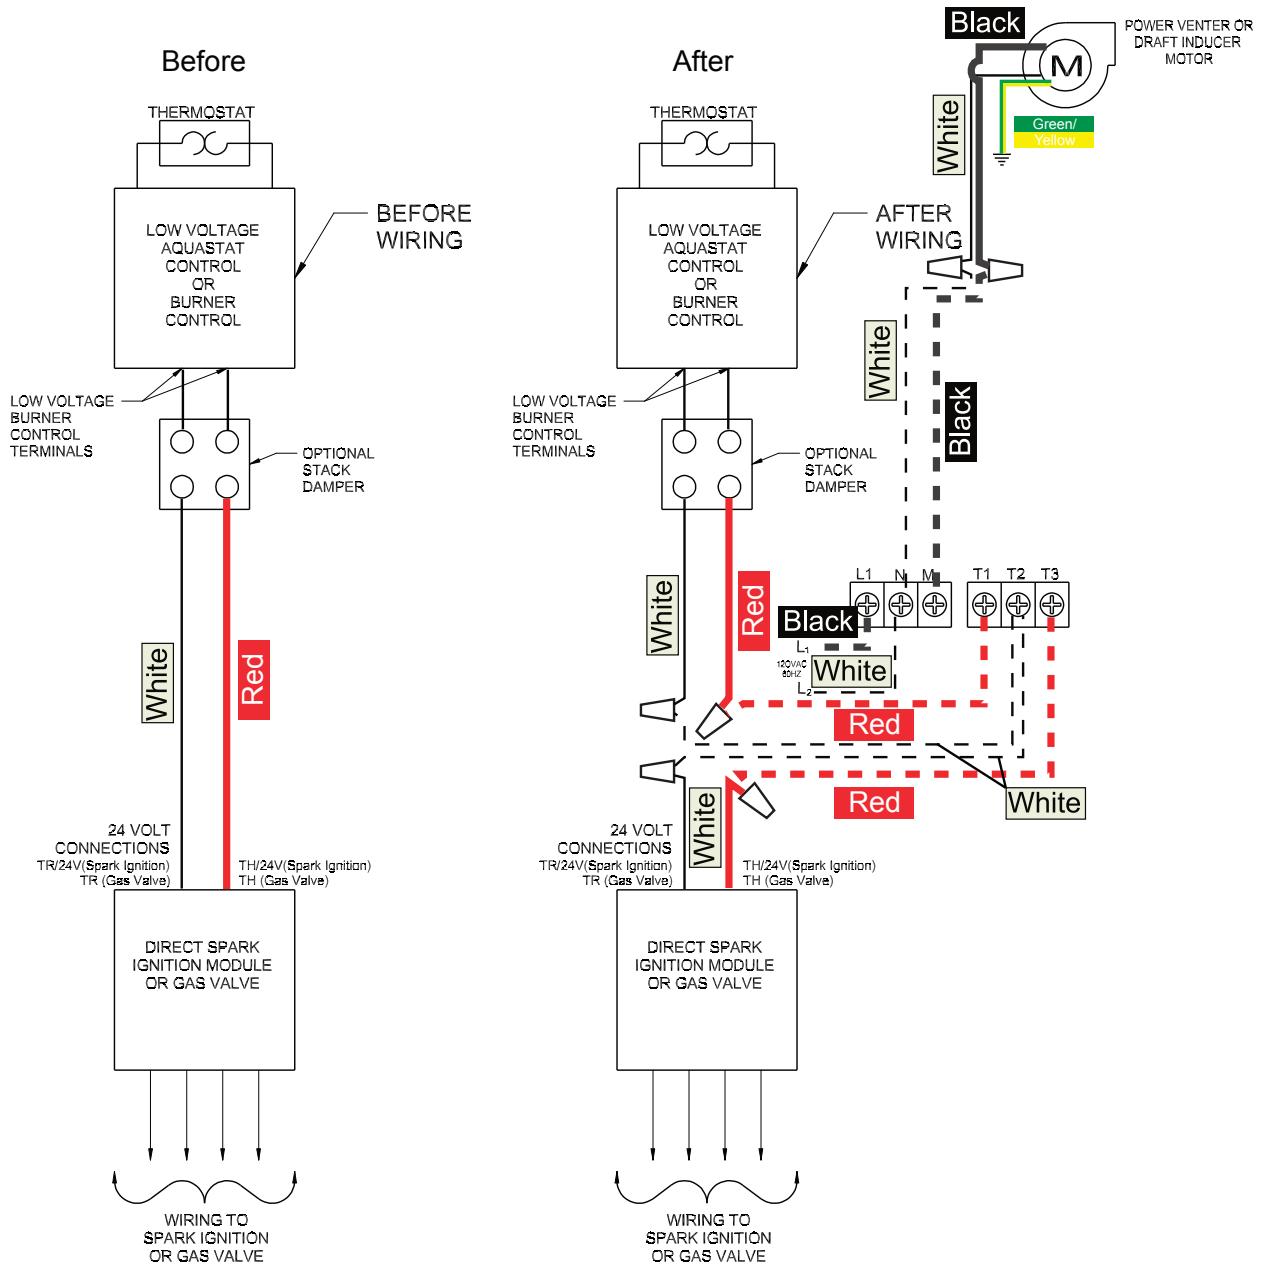 Before
THERMOSTAT
LOW VOLTAGE
AQUASTAT
CONTROL
OR
BURNER
CONTROL
BEFORE
WIRING
LOW VOLTAGE
BURNER
CONTROL
TERMINALS
OPTIONAL
STACK
DAMPER
White
Red
24 VOLT
CONNECTIONS
TR/24V(Spark Ignition)
TR (Gas Valve)
TH/24V(Spark Ignition)
TH (Gas Valve)
DIRECT SPARK
IGNITION MODULE
OR GAS VALVE
WIRING TO
SPARK IGNITION
OR GAS VALVE
After
THERMOSTAT
LOW VOLTAGE
AQUASTAT
CONTROL
OR
BURNER
CONTROL
AFTER
WIRING
LOW VOLTAGE
BURNER
CONTROL
TERMINALS
OPTIONAL
STACK
DAMPER
Black
M
POWER VENTER OR
DRAFT INDUCER
MOTOR
White
Green/
Yellow
White
Black
L1 N M T1 T2 T3
White
Red
Black
L1
120VAC
60HZ
White
L2
Red
Red
White
White
24 VOLT
CONNECTIONS
TR/24V(Spark Ignition)
TR (Gas Valve)
TH/24V(Spark Ignition)
TH (Gas Valve)
DIRECT SPARK
IGNITION MODULE
OR GAS VALVE
WIRING TO
SPARK IGNITION
OR GAS VALVE